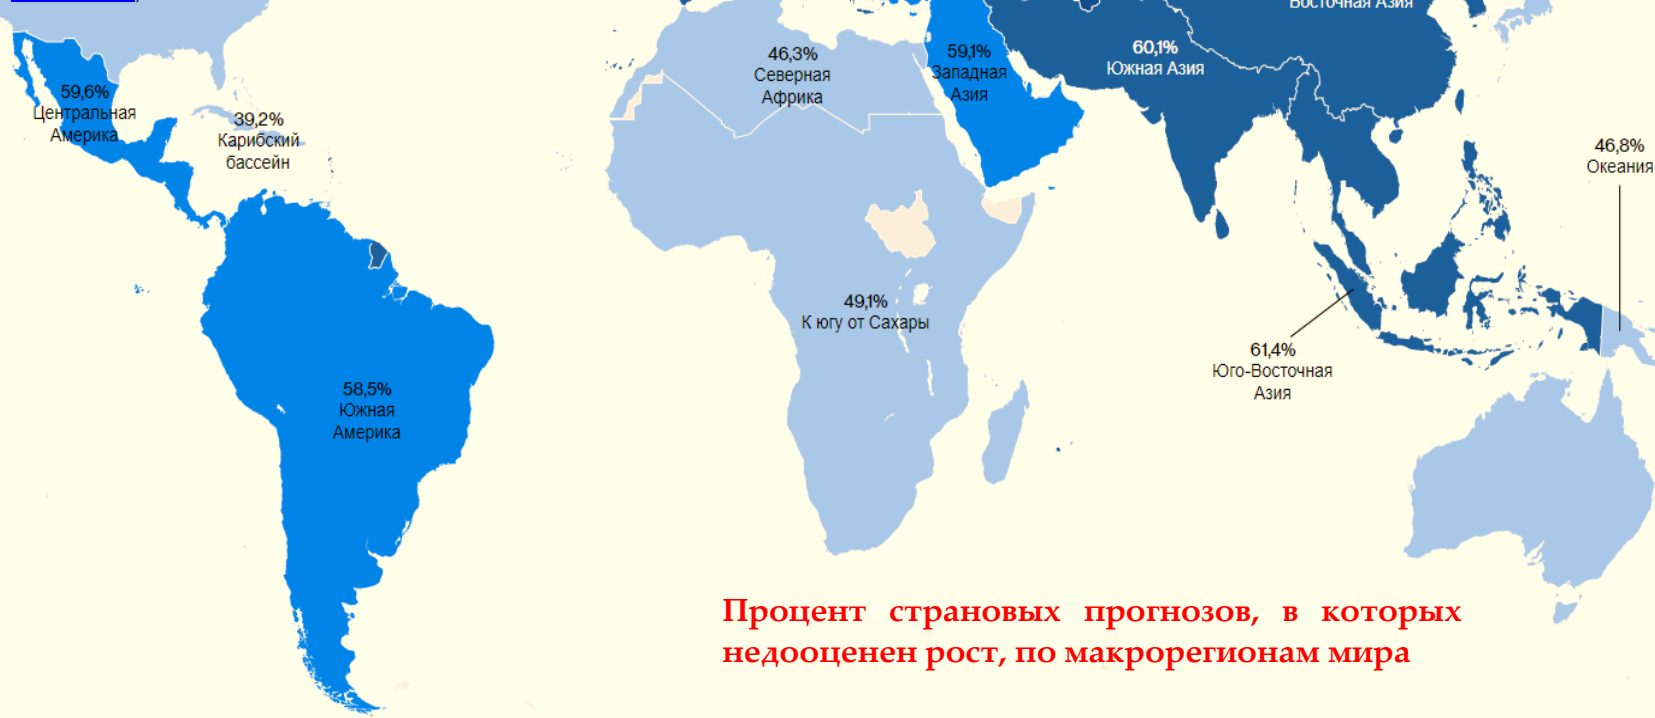 Восточная Азия
59,6%
Центральная
Америка
39,2%
Карибский
бассейн
46,3%
Северная
Африка
59,1%
Западная
Азия
60,1%
Южная Азия
46,8%
Океания
49,1%
К югу от Сахары
61,4%
Юго-Восточная
Азия
58,5%
Южная
Америка
Процент страновых прогнозов, в которых
недооценен рост, по макрорегионам мира